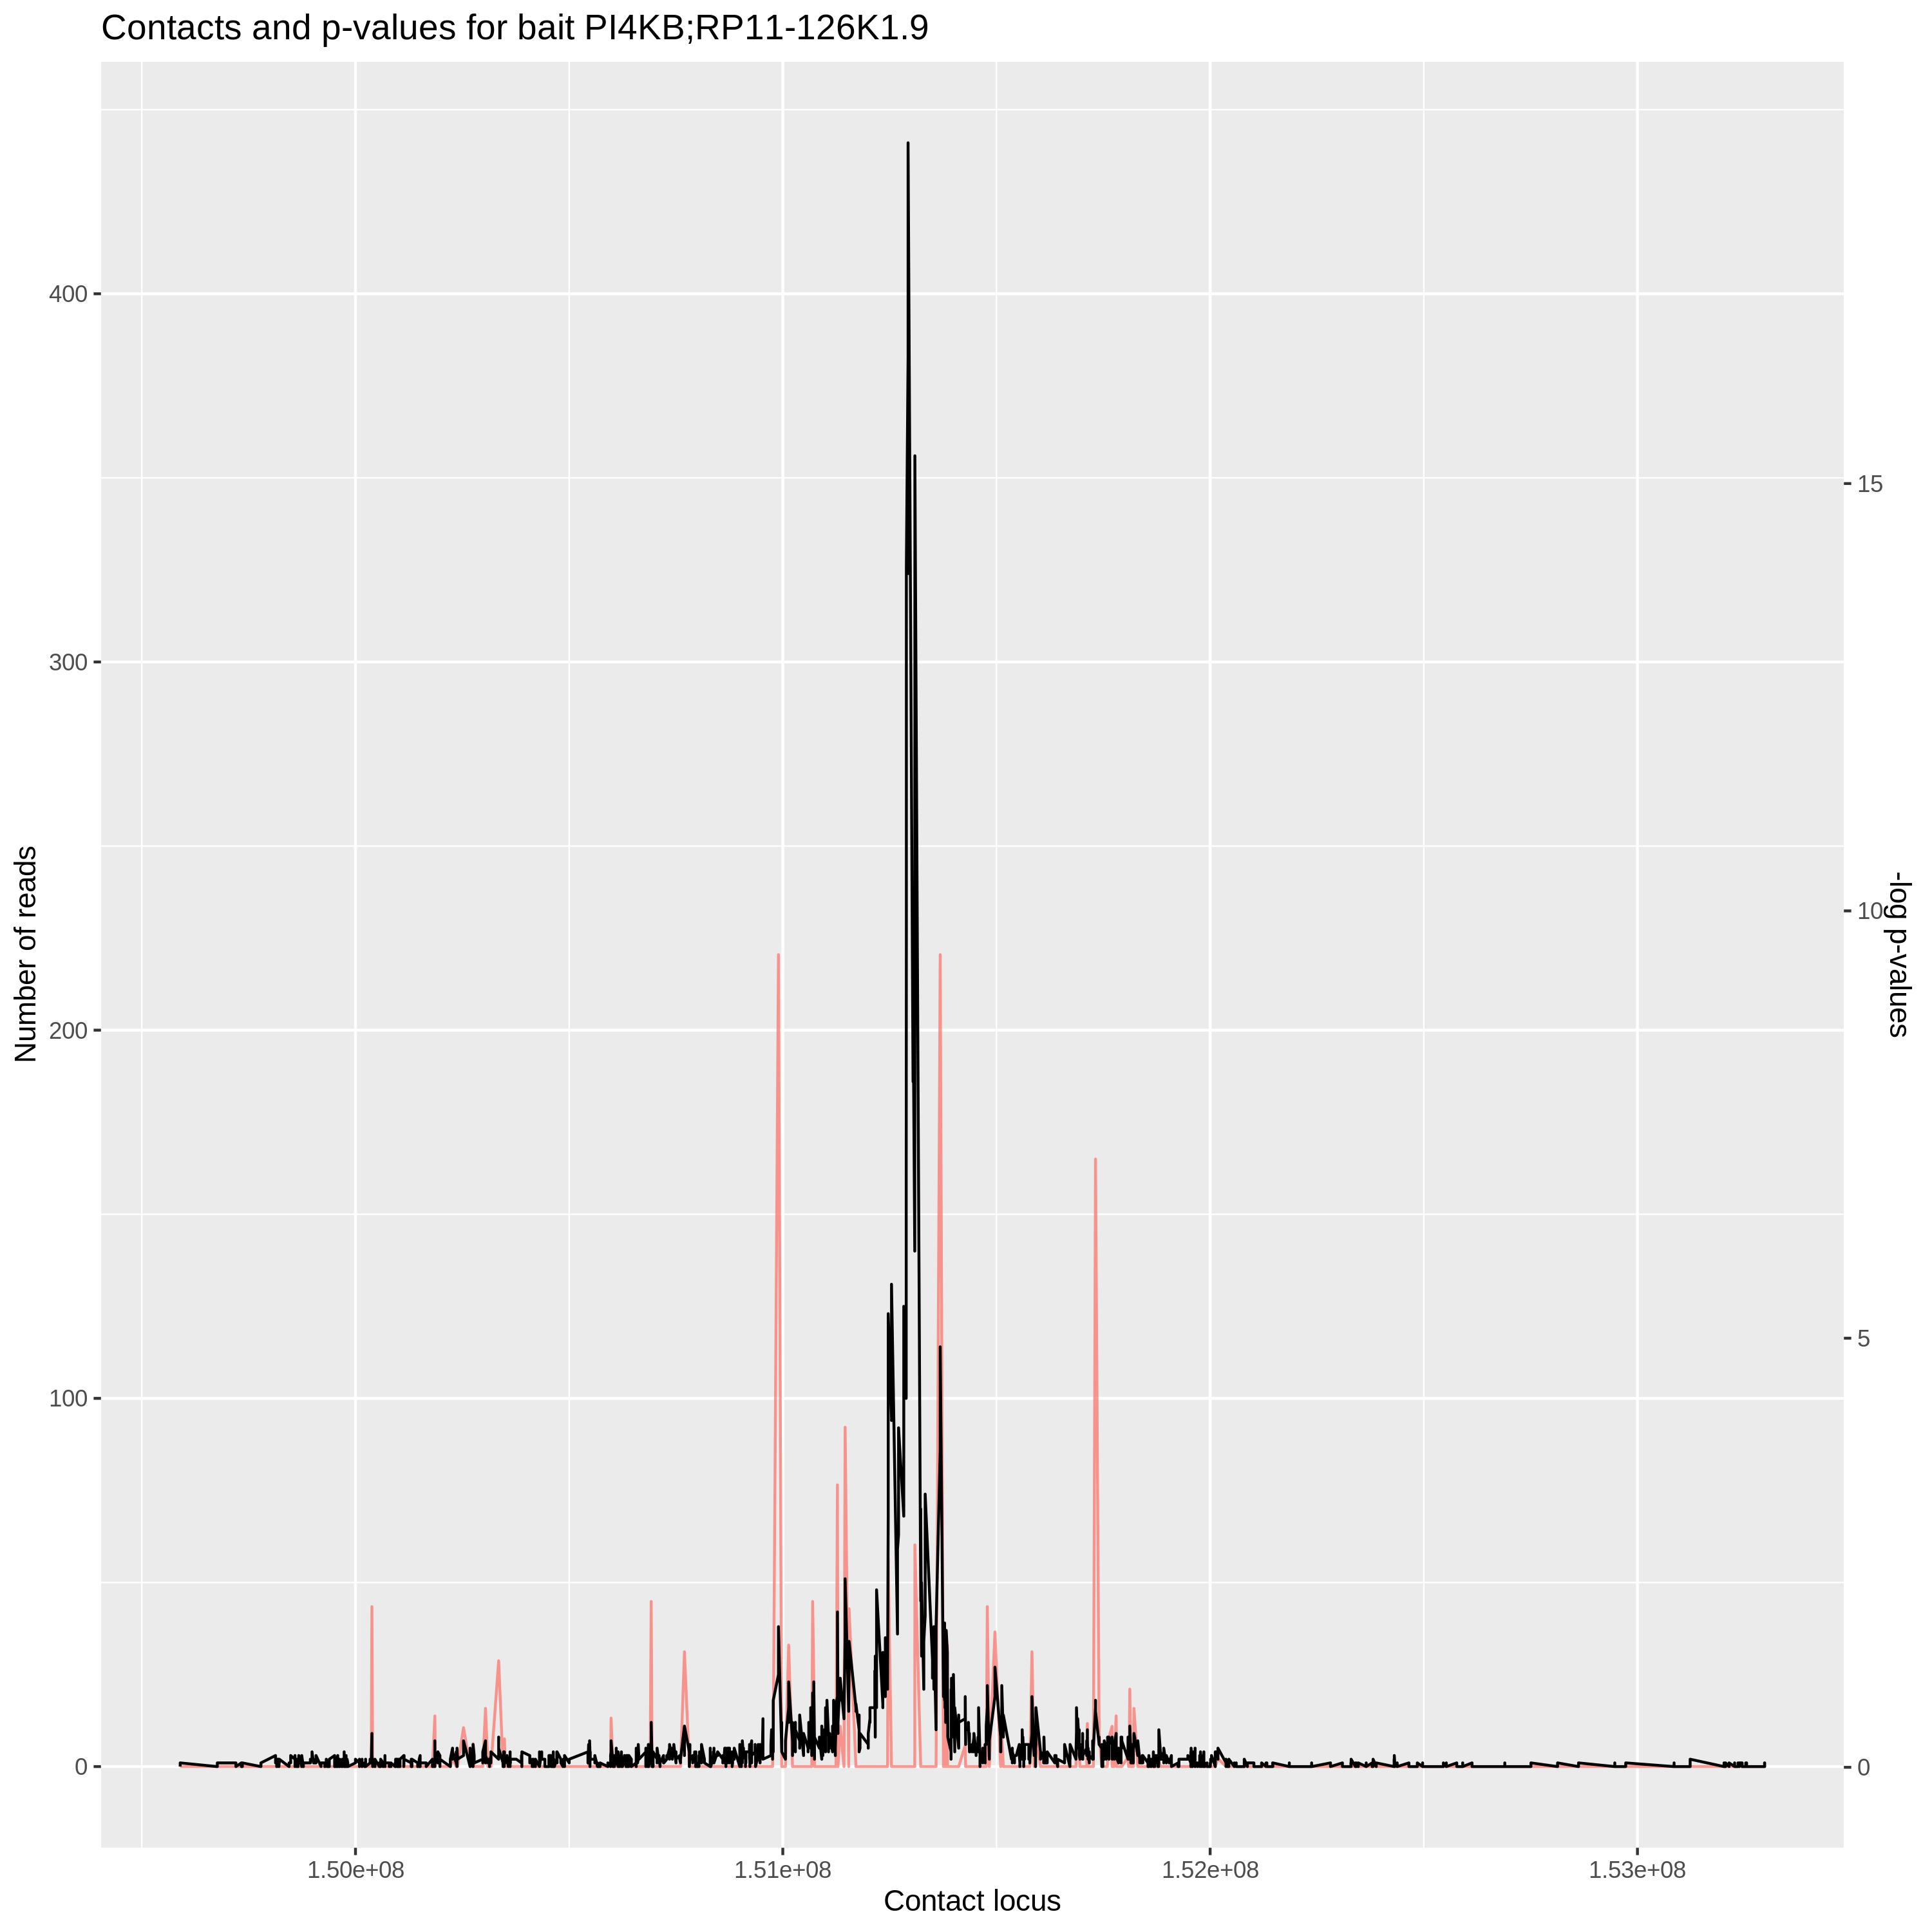 Contacts and p-values for bait PI4KB;RP11-126K1.9
Number of reads
400
300
200
100
0
15
10
5
0
-log p-values
1.50e+08
1.51e+08
1.52e+08
1.53e+08
Contact locus